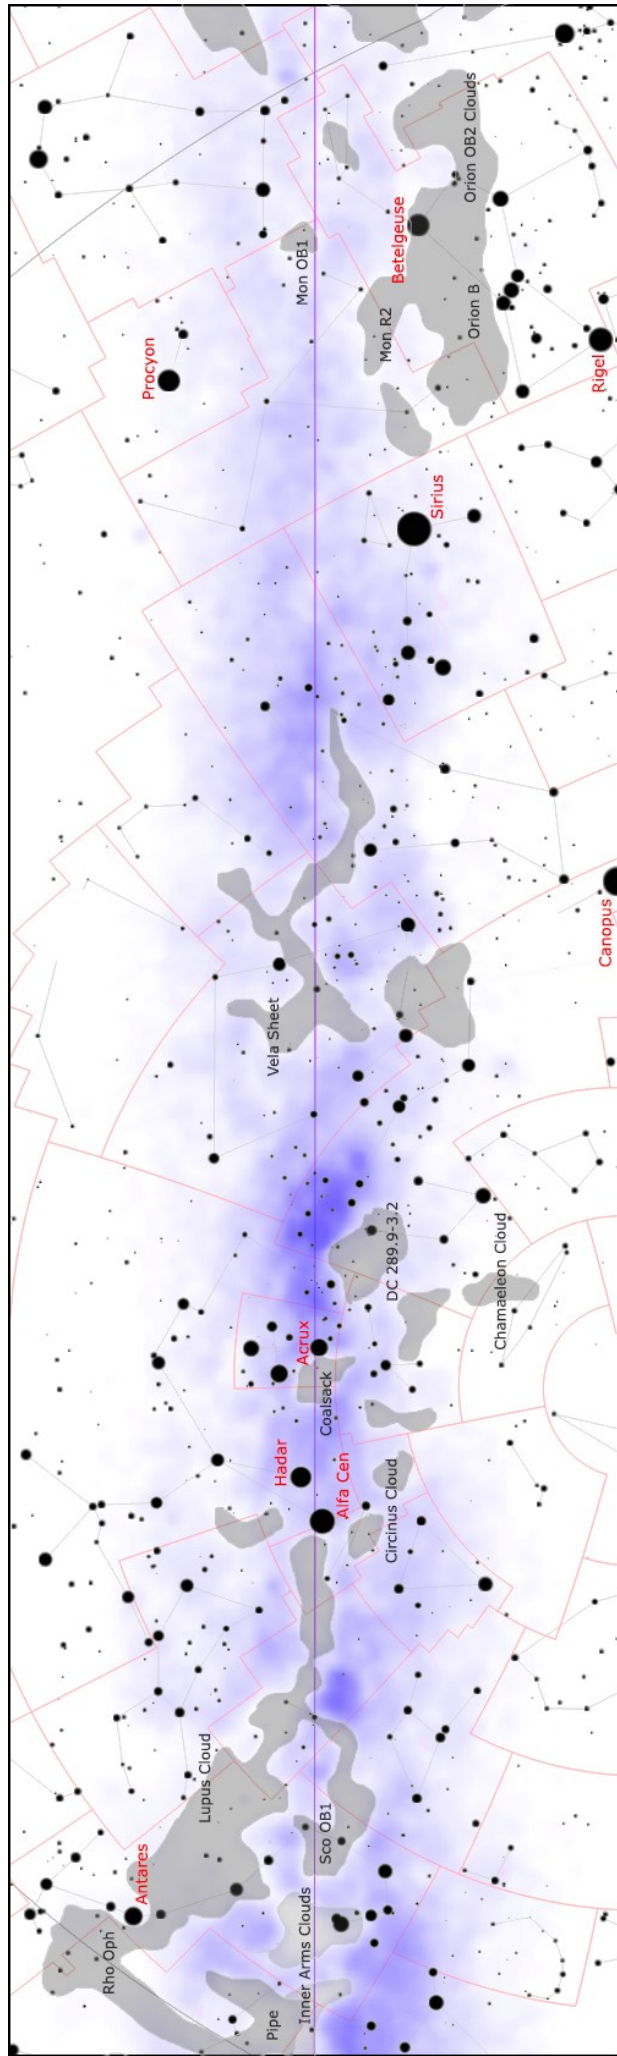 Orion OB2 Clouds
Betelgeuse
Mon OB1
Orion B
Mon R2
Procyon
Rigel
Sirius
Canopus
Vela Sheet
DC 289.9-3.2
Chamaeleon Cloud
Acrux
Coalsack
Hadar
Alfa Cen
Circinus Cloud
Lupus Cloud
Sco OB1
Antares
Rho Oph
Inner Arms Clouds
Pipe